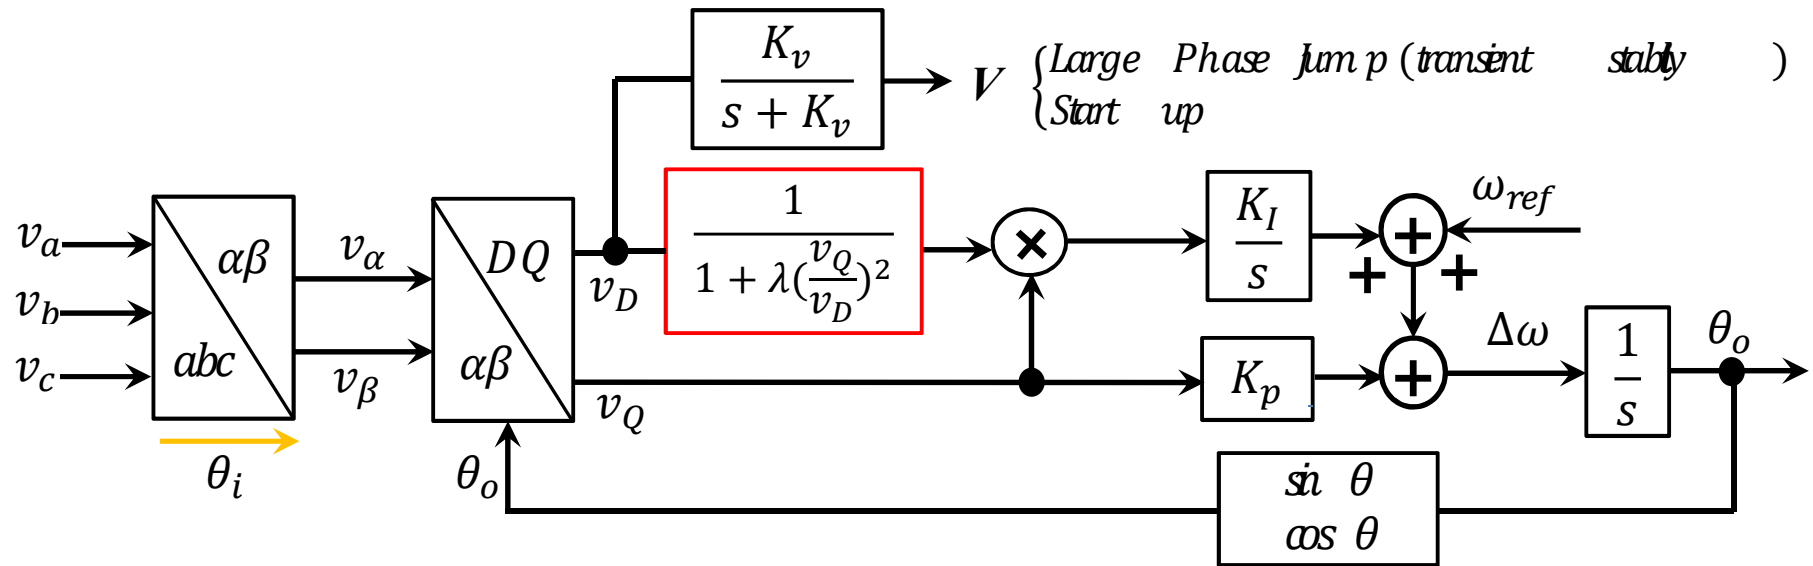 K_v
s + K_v
V { Large Phase Jump (transient stably )
Start up
v_a
v_b
v_c
αβ
abc
θ_i
v_α
v_β
DQ
αβ
v_D
v_Q
θ_o
1
1 + λ(v_Q/v_D)^2
×
K_I
s
K_p
+
ω_ref
+ +
+
Δω
1
s
θ_o
sin θ
cos θ